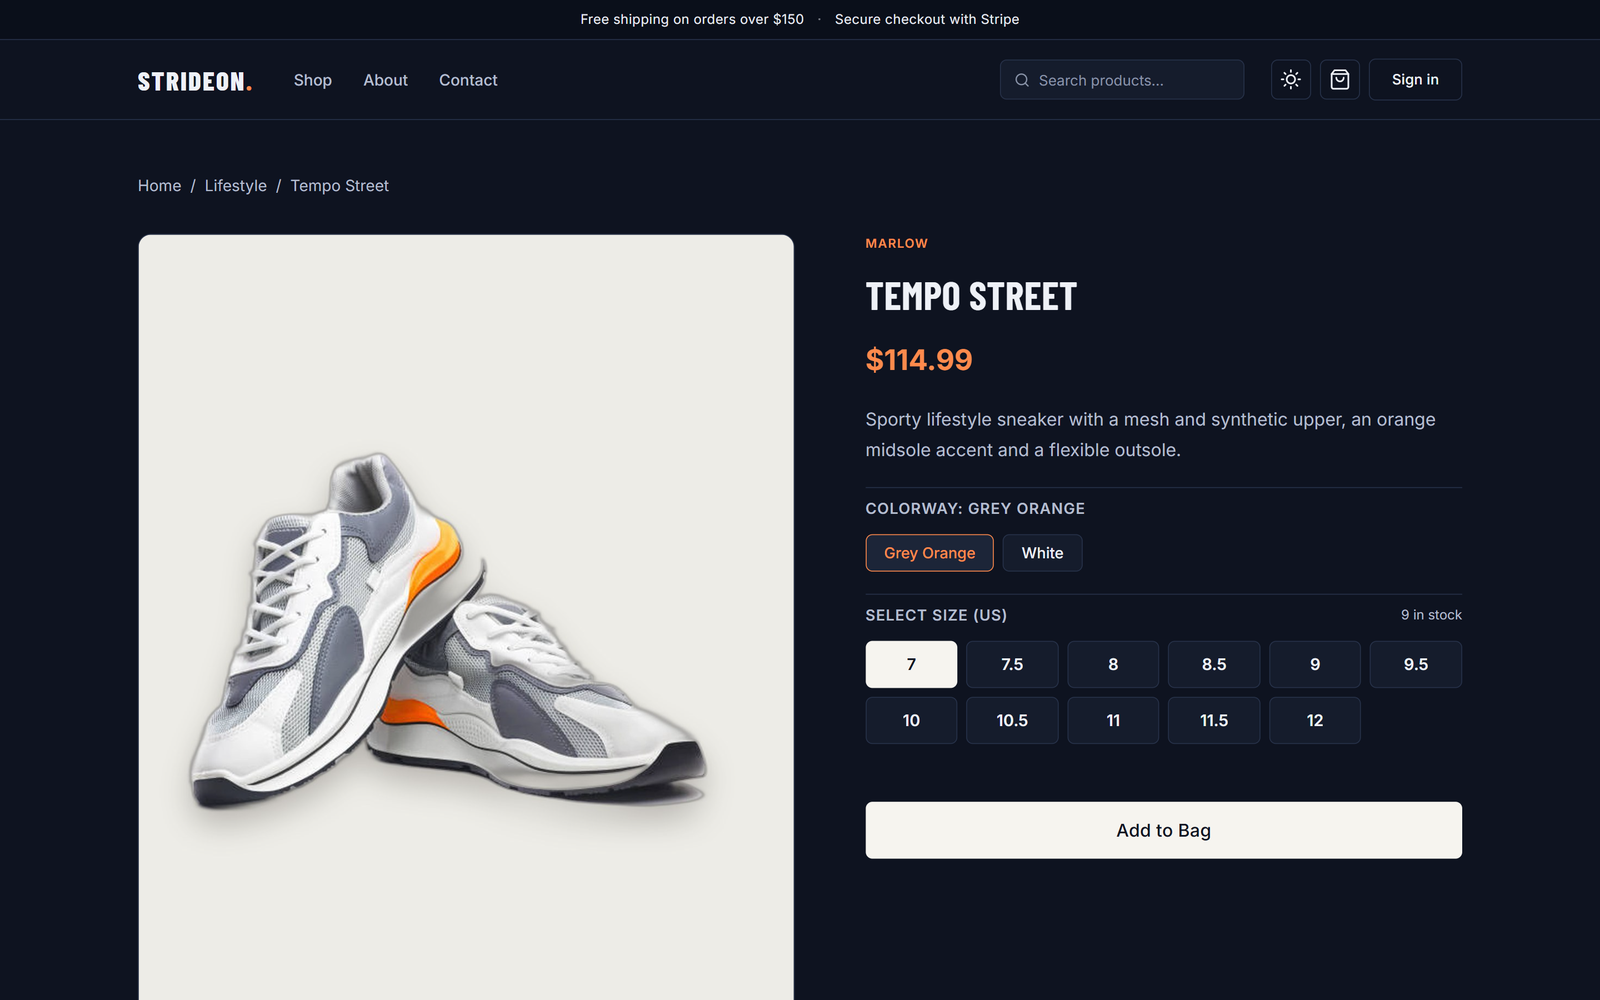 Free shipping on orders over $150 · Secure checkout with Stripe
STRIDEON. Shop About Contact Search products... Sign in
Home / Lifestyle / Tempo Street
MARLOW
TEMPO STREET
$114.99
Sporty lifestyle sneaker with a mesh and synthetic upper, an orange
midsole accent and a flexible outsole.
COLORWAY: GREY ORANGE
Grey Orange White
SELECT SIZE (US) 9 in stock
7 7.5 8 8.5 9 9.5
10 10.5 11 11.5 12
Add to Bag